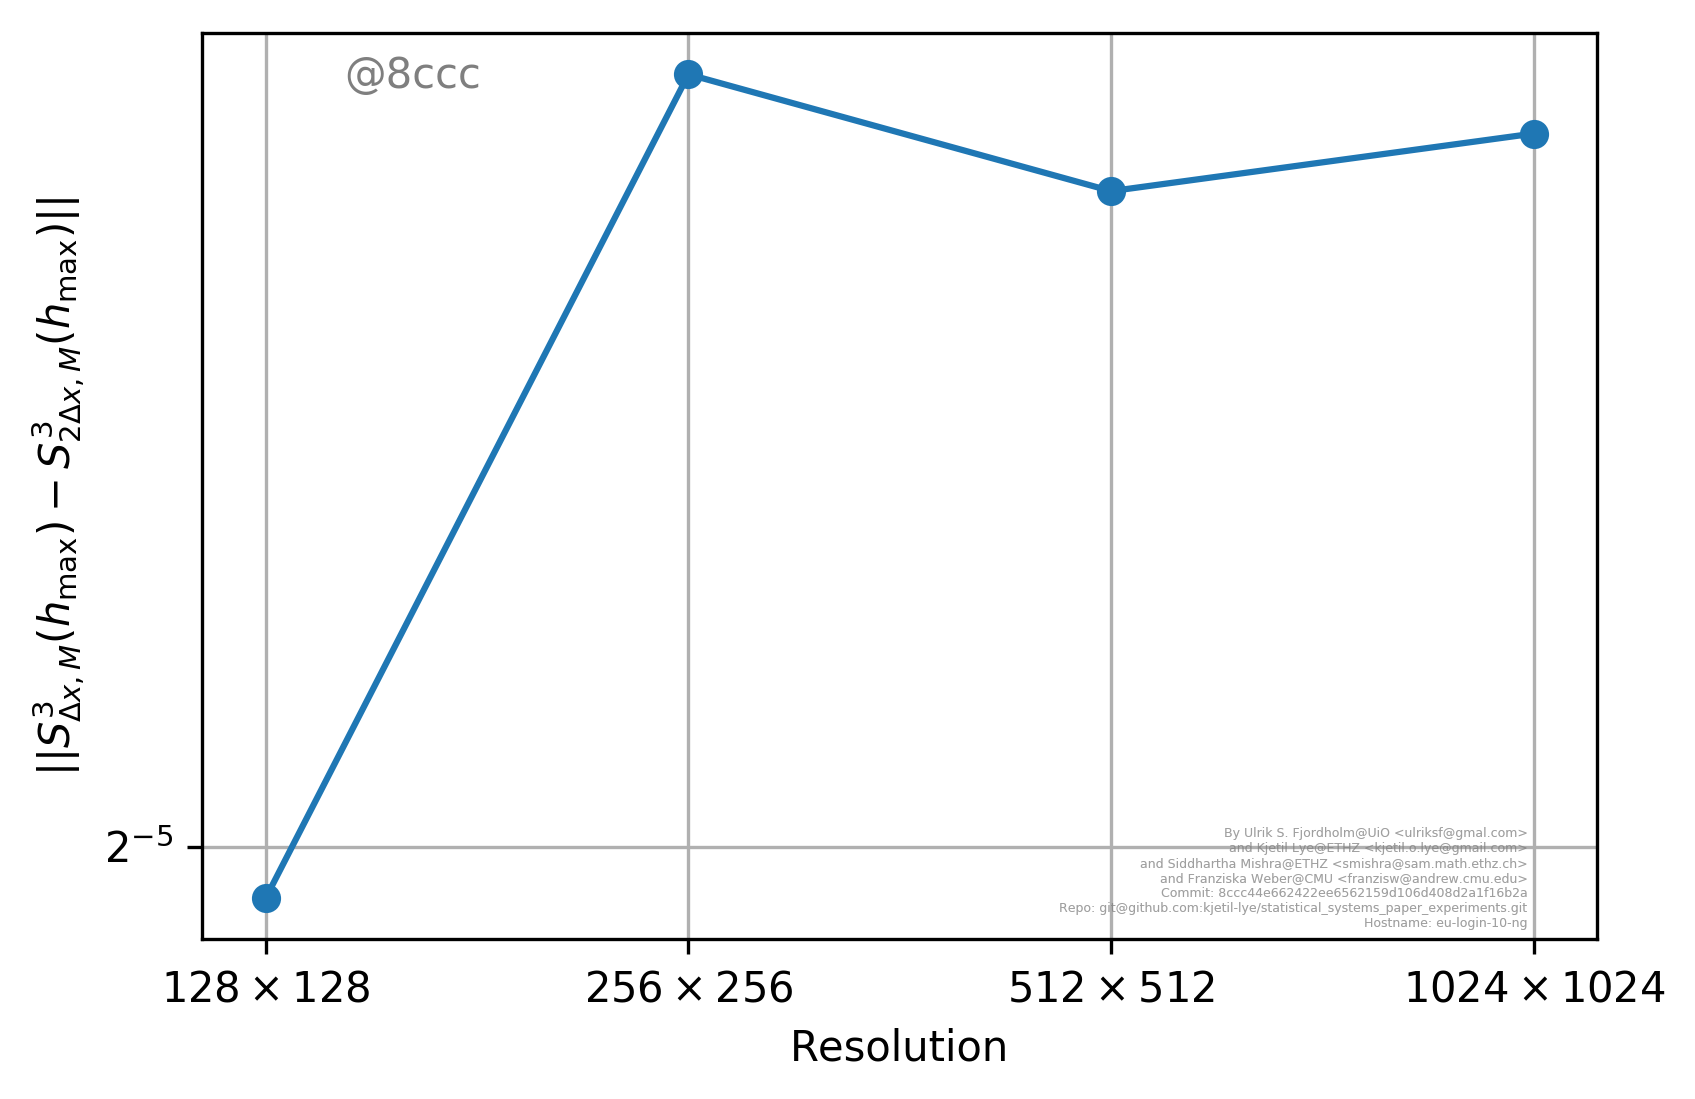 @8ccc
||S³_{Δx,M}(h_max) − S³_{2Δx,M}(h_max)||
2⁻⁵
By Ulrik S. Fjordholm@UiO <ulriksf@gmal.com>
and Kjetil Lye@ETHZ <kjetil.o.lye@gmail.com>
and Siddhartha Mishra@ETHZ <smishra@sam.math.ethz.ch>
and Franziska Weber@CMU <franzisw@andrew.cmu.edu>
Commit: 8ccc44e662422ee6562159d106d408d2a1f16b2a
Repo: git@github.com:kjetil-lye/statistical_systems_paper_experiments.git
Hostname: eu-login-10-ng
128 × 128 256 × 256 512 × 512 1024 × 1024
Resolution